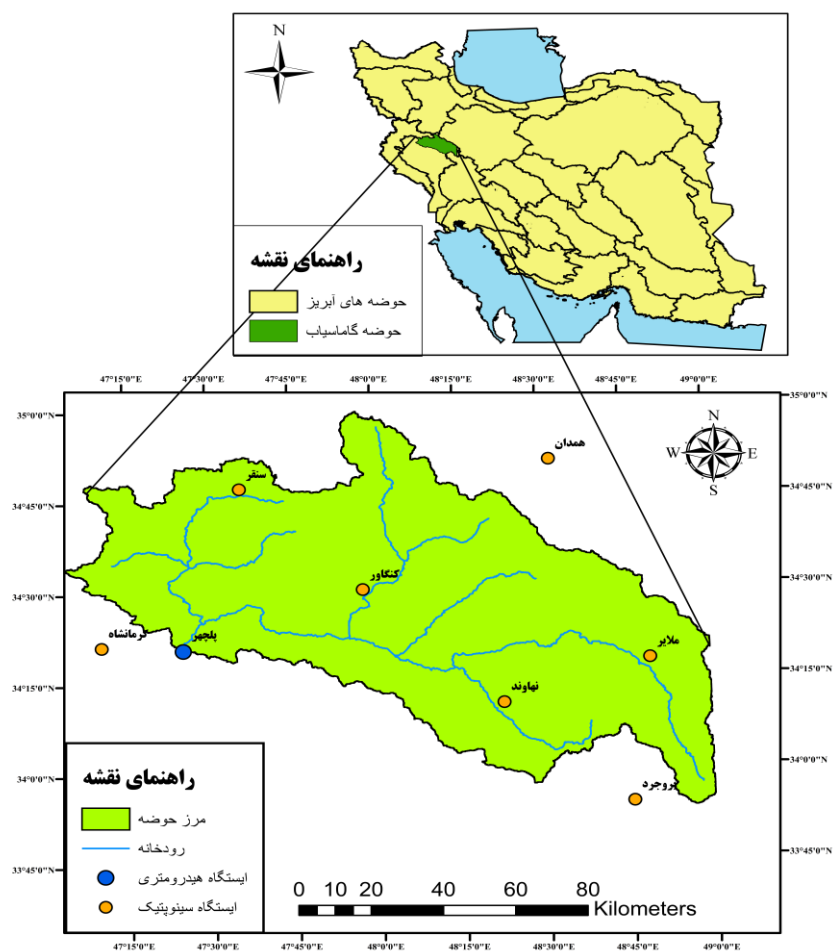 N
راهنمای نقشه
حوضه های آبریز
حوضه گاماسیاب
47°15'0"E 47°30'0"E 47°45'0"E 48°0'0"E 48°15'0"E 48°30'0"E 48°45'0"E 49°0'0"E
35°0'0"N
34°45'0"N
34°30'0"N
34°15'0"N
34°0'0"N
33°45'0"N
35°0'0"N
34°45'0"N
34°30'0"N
34°15'0"N
34°0'0"N
33°45'0"N
N
W E
S
همدان
سنقر
کنگاور
کرمانشاه
پلچهر
ملایر
نهاوند
بروجرد
راهنمای نقشه
مرز حوضه
رودخانه
ایستگاه هیدرومتری
ایستگاه سینوپتیک
0 10 20 40 60 80
Kilometers
47°15'0"E 47°30'0"E 47°45'0"E 48°0'0"E 48°15'0"E 48°30'0"E 48°45'0"E 49°0'0"E